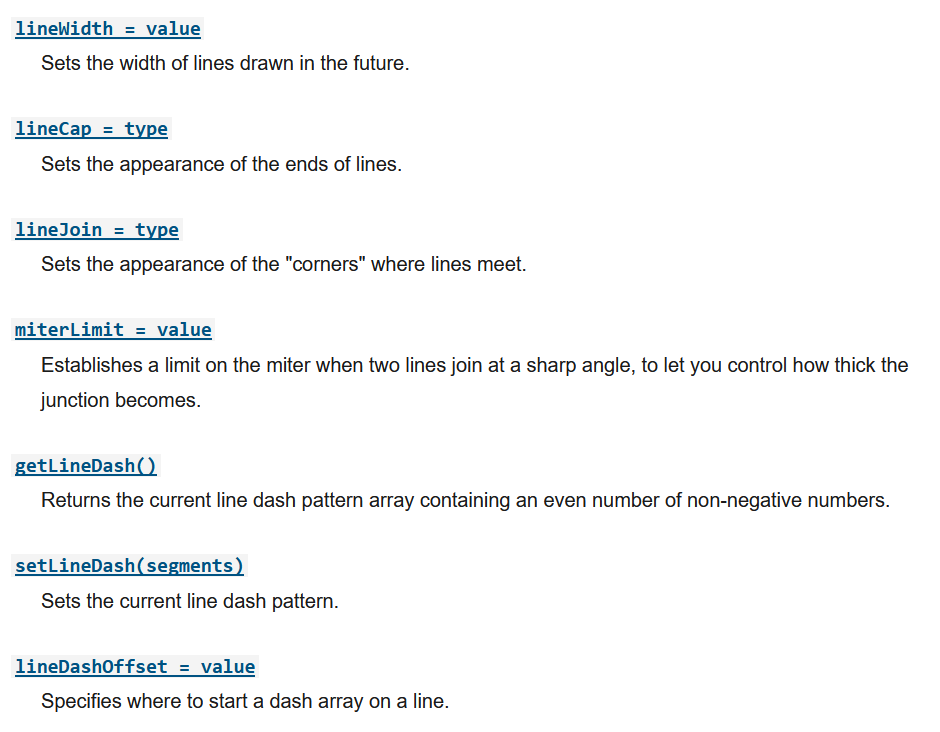 lineWidth = value
Sets the width of lines drawn in the future.
lineCap = type
Sets the appearance of the ends of lines.
lineJoin = type
Sets the appearance of the "corners" where lines meet.
miterLimit = value
Establishes a limit on the miter when two lines join at a sharp angle, to let you control how thick the
junction becomes.
getLineDash()
Returns the current line dash pattern array containing an even number of non-negative numbers.
setLineDash(segments)
Sets the current line dash pattern.
lineDashOffset = value
Specifies where to start a dash array on a line.